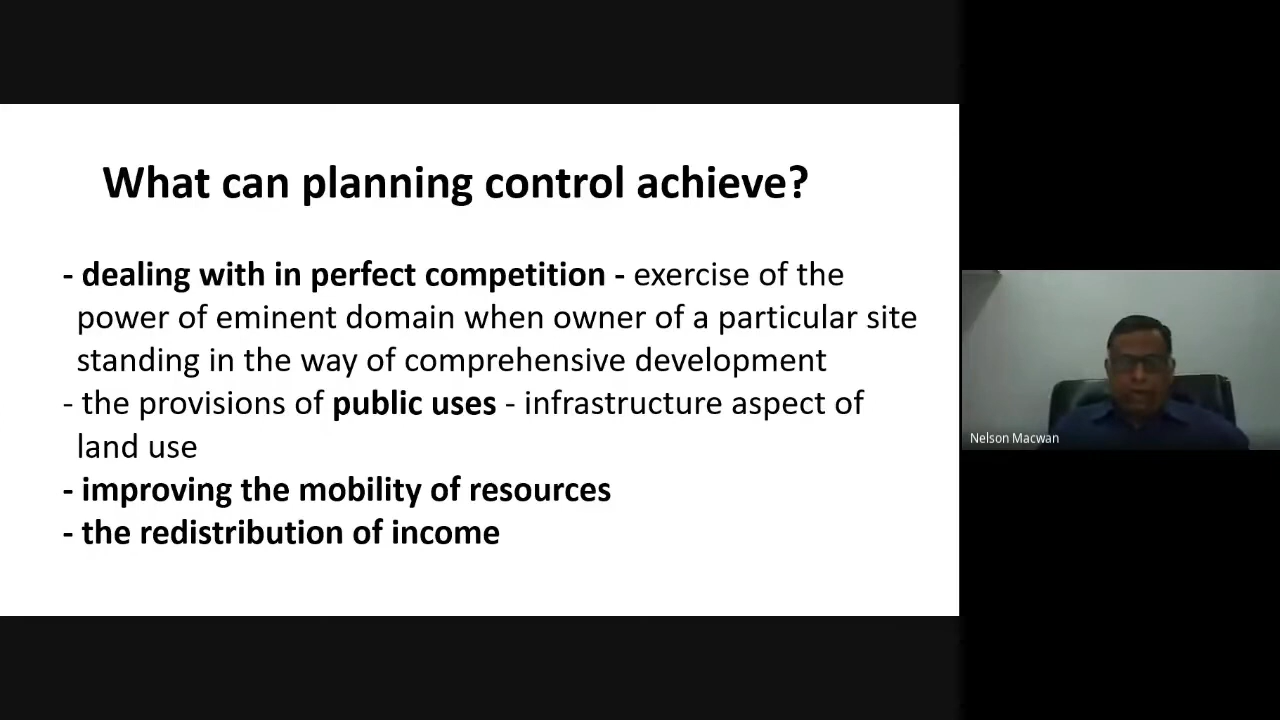 What can planning control achieve?
- dealing with in perfect competition - exercise of the
power of eminent domain when owner of a particular site
standing in the way of comprehensive development
- the provisions of public uses - infrastructure aspect of
land use
- improving the mobility of resources
- the redistribution of income
Nelson Macwan